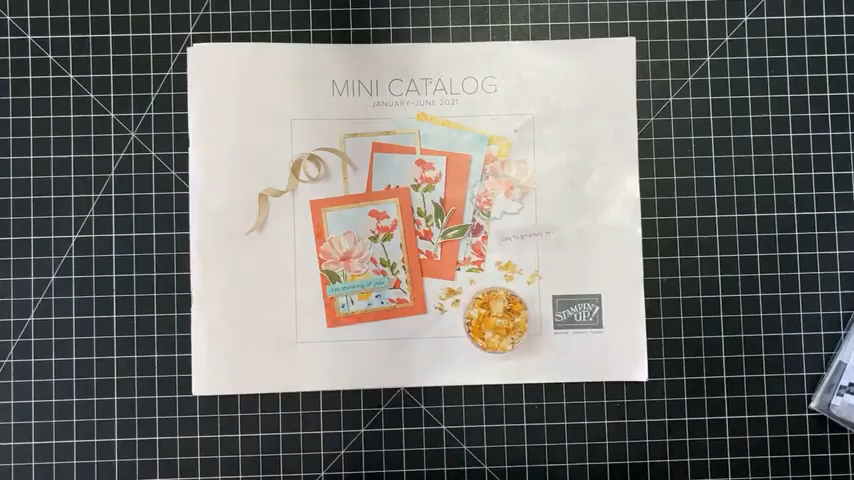 MINI CATALOG
JANUARY–JUNE 2021
I'm thinking of you
STAMPIN' UP!